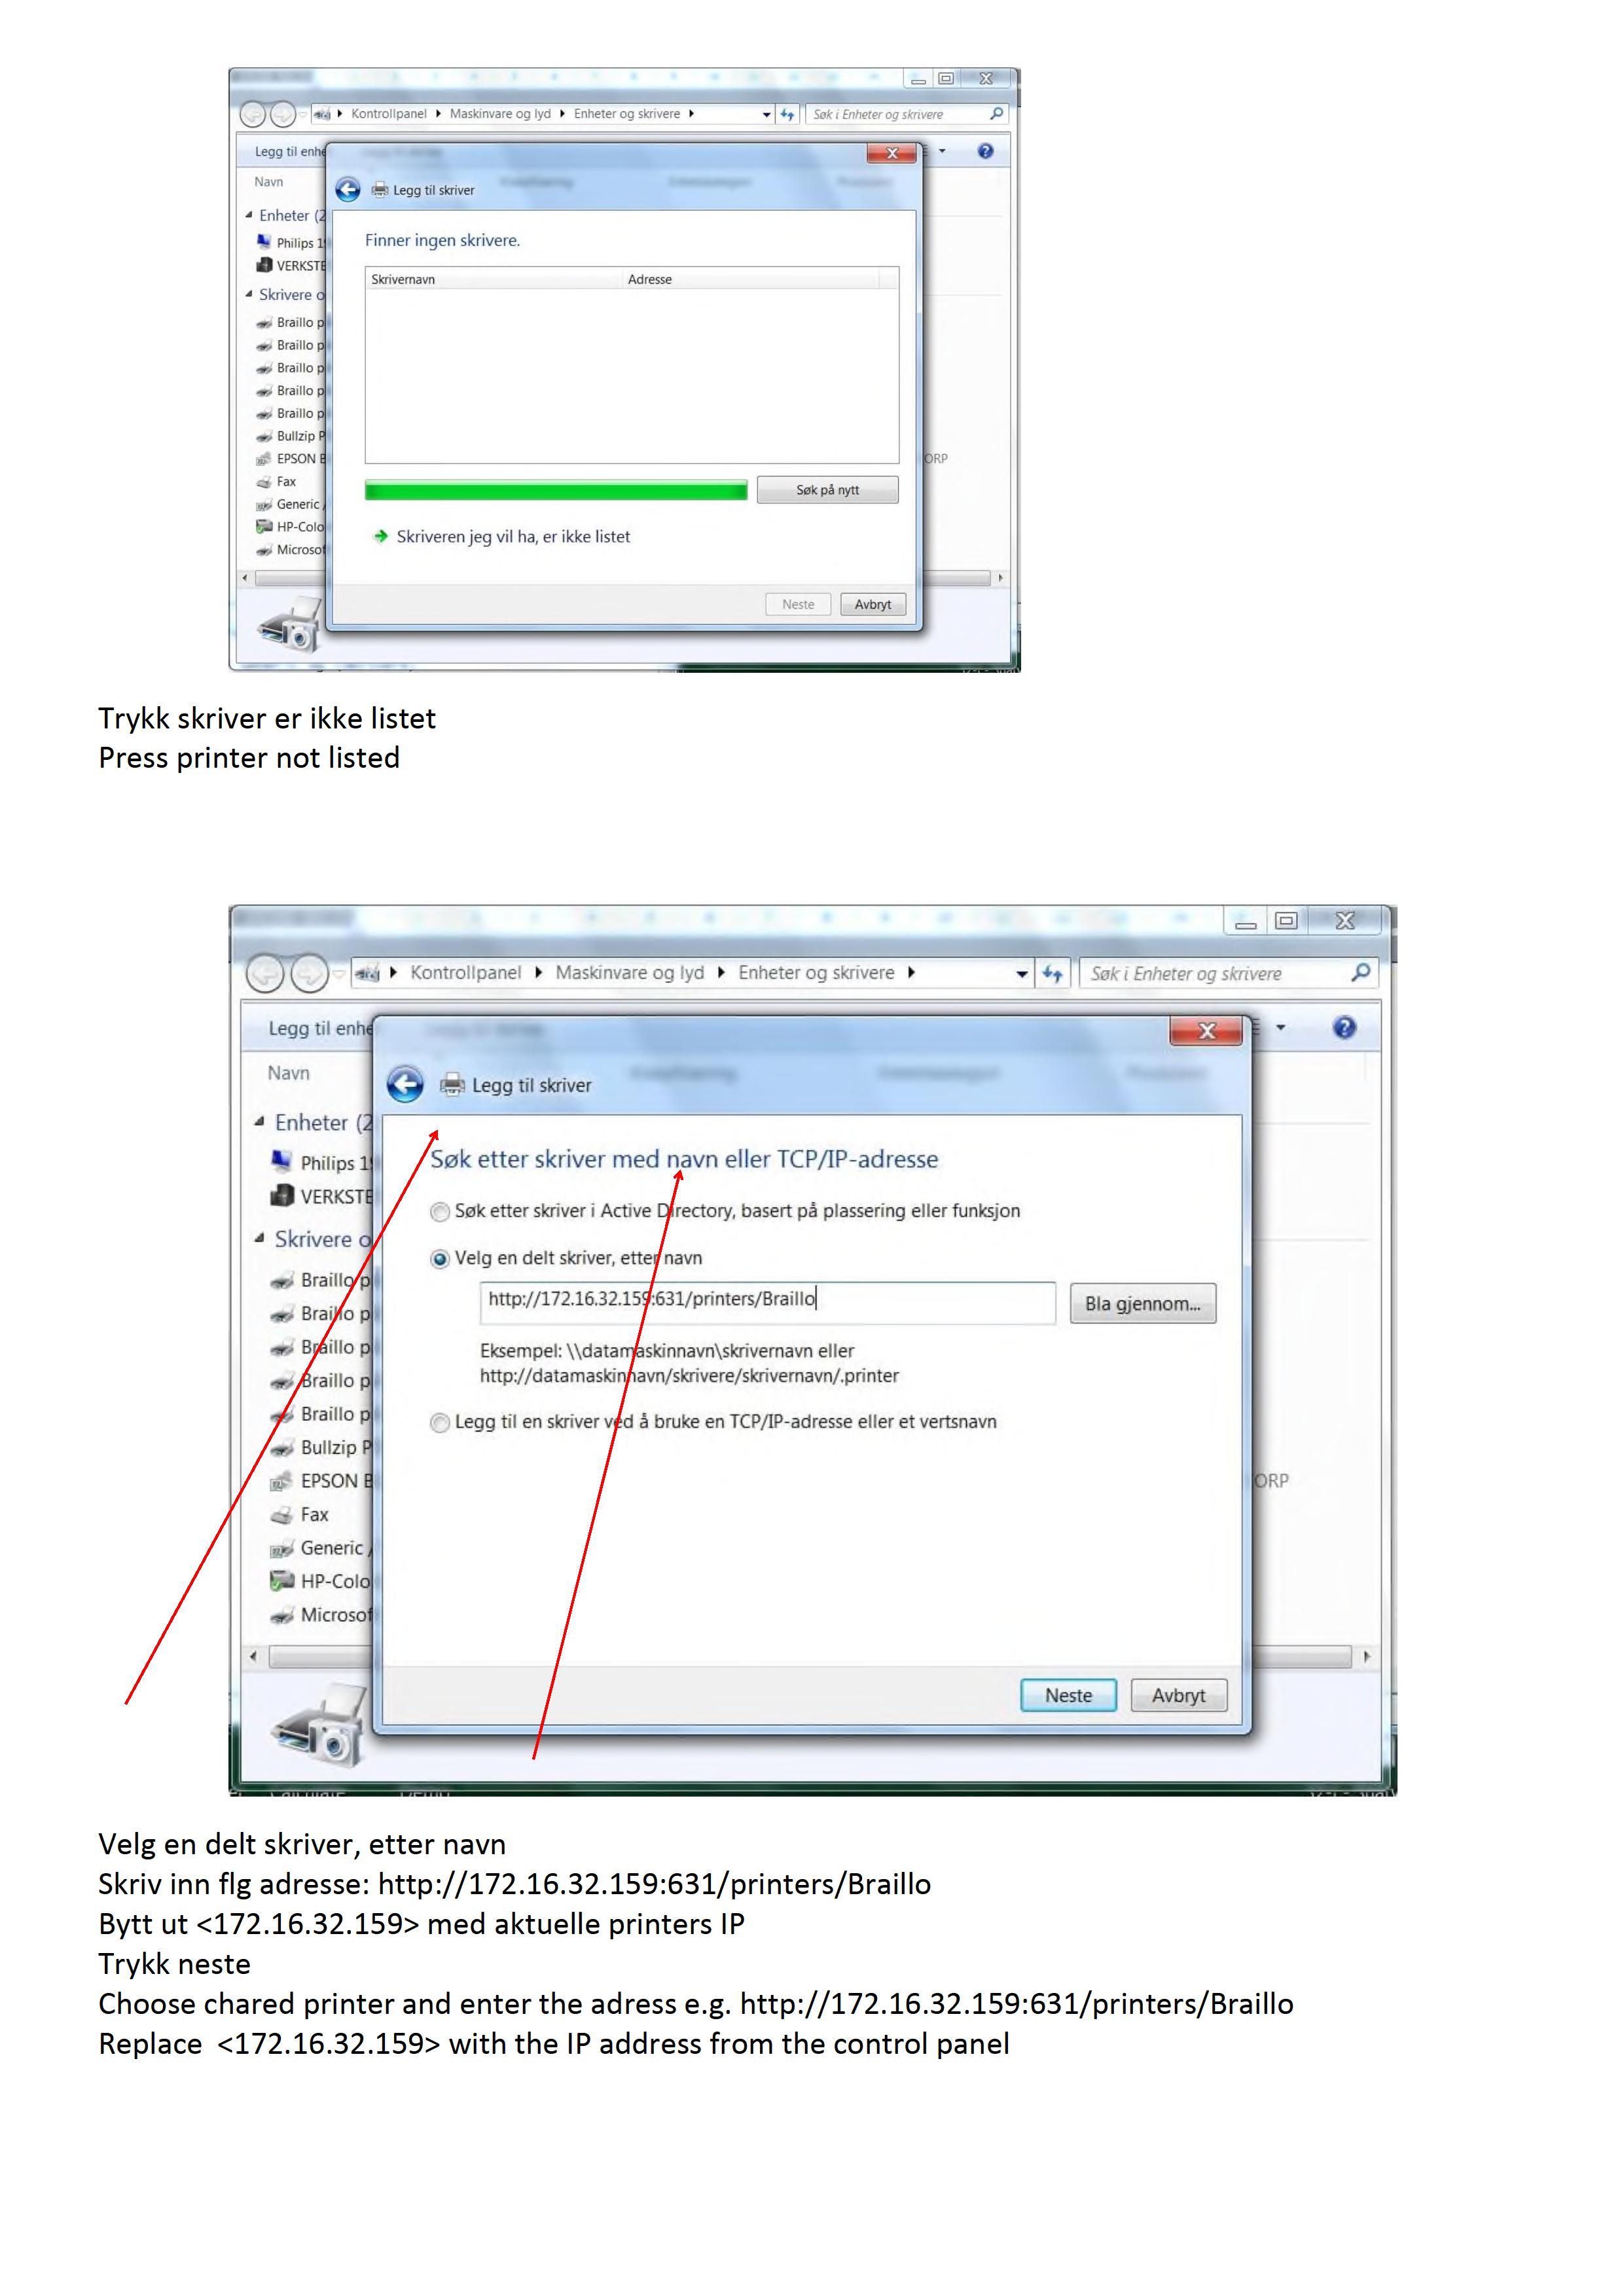 Kontrollpanel Maskinvare og lyd Enheter og skrivere Søk i Enheter og skrivere
Legg til enhe
Navn
Legg til skriver
Enheter (2
Finner ingen skrivere.
Philips 1
VERKSTE
Skrivernavn Adresse
Skrivere o
Braillo p
Braillo p
Braillo p
Braillo p
Braillo p
Bullzip P
EPSON B ORP
Fax
Søk på nytt
Generic /
HP-Colo
Skriveren jeg vil ha, er ikke listet
Microsof
Neste Avbryt
Trykk skriver er ikke listet
Press printer not listed
Kontrollpanel Maskinvare og lyd Enheter og skrivere Søk i Enheter og skrivere
Legg til enhe
Navn
Legg til skriver
Enheter (2
Søk etter skriver med navn eller TCP/IP-adresse
Philips 19
VERKSTE
Søk etter skriver i Active Directory, basert på plassering eller funksjon
Skrivere o
Velg en delt skriver, etter navn
Braillo p
http://172.16.32.159:631/printers/Braillo
Bla gjennom...
Braillo p
Braillo p
Eksempel: \\datamaskinnavn\skrivernavn eller
http://datamaskinnavn/skrivere/skrivernavn/.printer
Braillo p
Braillo p
Legg til en skriver ved å bruke en TCP/IP-adresse eller et vertsnavn
Bullzip P
EPSON B ORP
Fax
Generic /
HP-Colo
Microsof
Neste Avbryt
Velg en delt skriver, etter navn
Skriv inn flg adresse: http://172.16.32.159:631/printers/Braillo
Bytt ut <172.16.32.159> med aktuelle printers IP
Trykk neste
Choose chared printer and enter the adress e.g. http://172.16.32.159:631/printers/Braillo
Replace  <172.16.32.159> with the IP address from the control panel